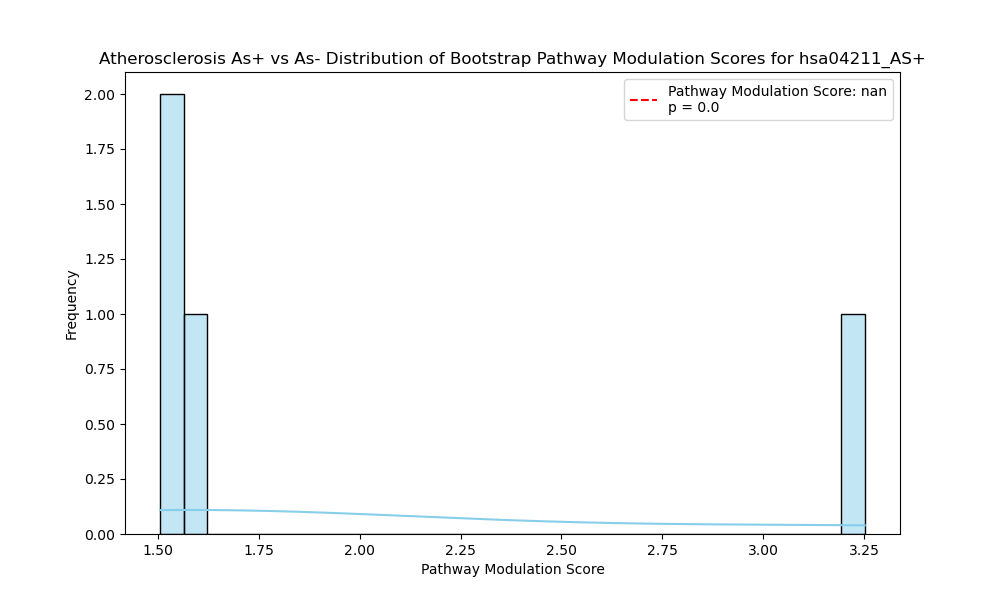 Atherosclerosis As+ vs As- Distribution of Bootstrap Pathway Modulation Scores for hsa04211_AS+
Pathway Modulation Score: nan
p = 0.0
2.00
1.75
1.50
1.25
1.00
0.75
0.50
0.25
0.00
Frequency
1.50 1.75 2.00 2.25 2.50 2.75 3.00 3.25
Pathway Modulation Score